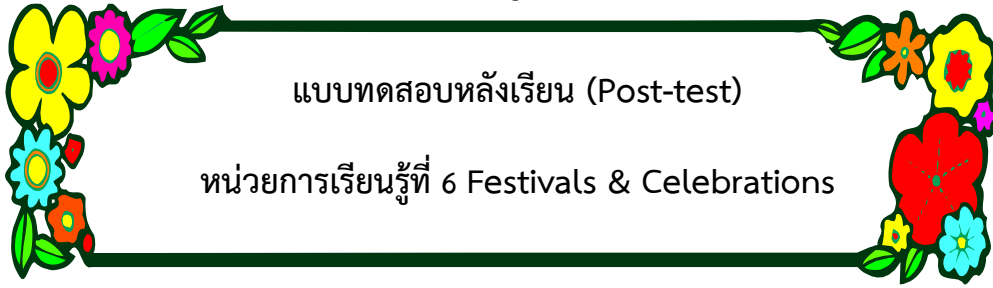 แบบทดสอบหลังเรียน (Post-test)
หน่วยการเรียนรู้ที่ 6 Festivals & Celebrations